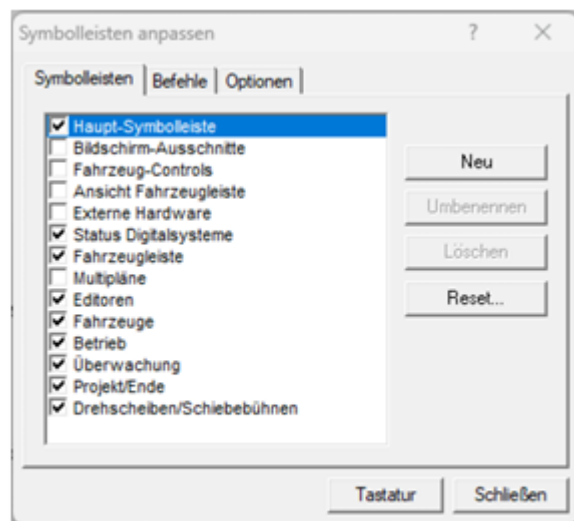 Symbolleisten anpassen ? ×
Symbolleisten Befehle Optionen
Haupt-Symbolleiste
Bildschirm-Ausschnitte
Fahrzeug-Controls
Ansicht Fahrzeugleiste
Externe Hardware
Status Digitalsysteme
Fahrzeugleiste
Multipläne
Editoren
Fahrzeuge
Betrieb
Überwachung
Projekt/Ende
Drehscheiben/Schiebebühnen
Neu
Umbenennen
Löschen
Reset...
Tastatur Schließen